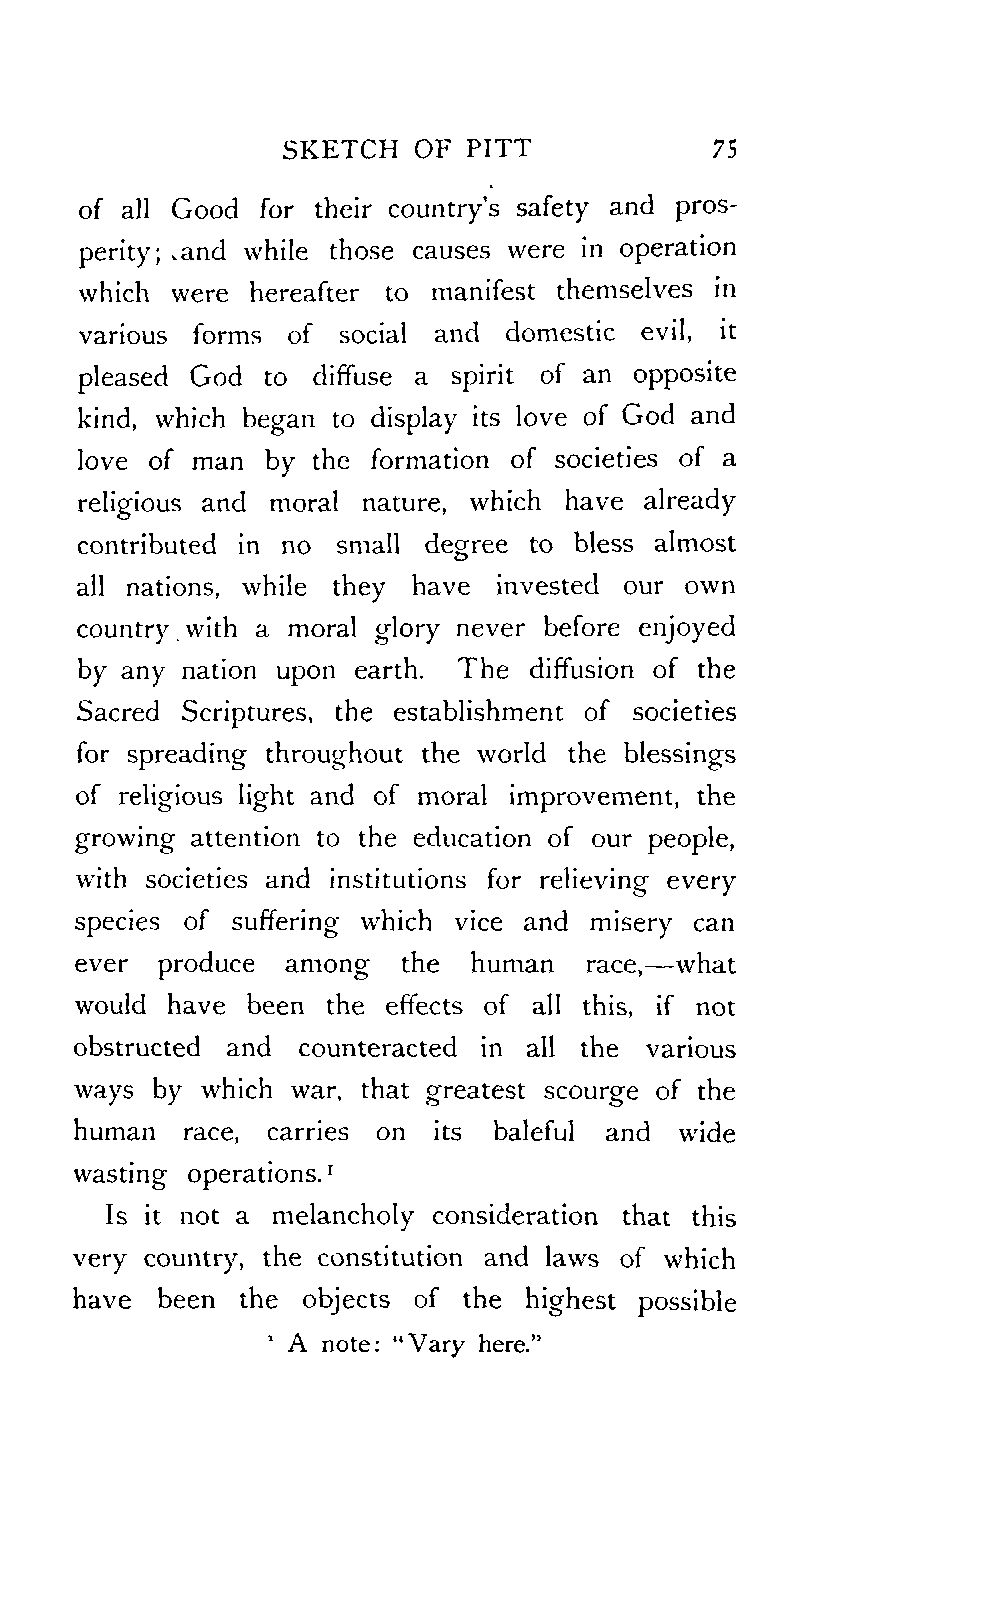 SKETCH OF PITT 75
of all Good for their country's safety and pros-
perity; and while those causes were in operation
which were hereafter to manifest themselves in
various forms of social and domestic evil, it
pleased God to diffuse a spirit of an opposite
kind, which began to display its love of God and
love of man by the formation of societies of a
religious and moral nature, which have already
contributed in no small degree to bless almost
all nations, while they have invested our own
country with a moral glory never before enjoyed
by any nation upon earth. The diffusion of the
Sacred Scriptures, the establishment of societies
for spreading throughout the world the blessings
of religious light and of moral improvement, the
growing attention to the education of our people,
with societies and institutions for relieving every
species of suffering which vice and misery can
ever produce among the human race,—what
would have been the effects of all this, if not
obstructed and counteracted in all the various
ways by which war, that greatest scourge of the
human race, carries on its baleful and wide
wasting operations.¹
Is it not a melancholy consideration that this
very country, the constitution and laws of which
have been the objects of the highest possible
¹ A note: "Vary here."